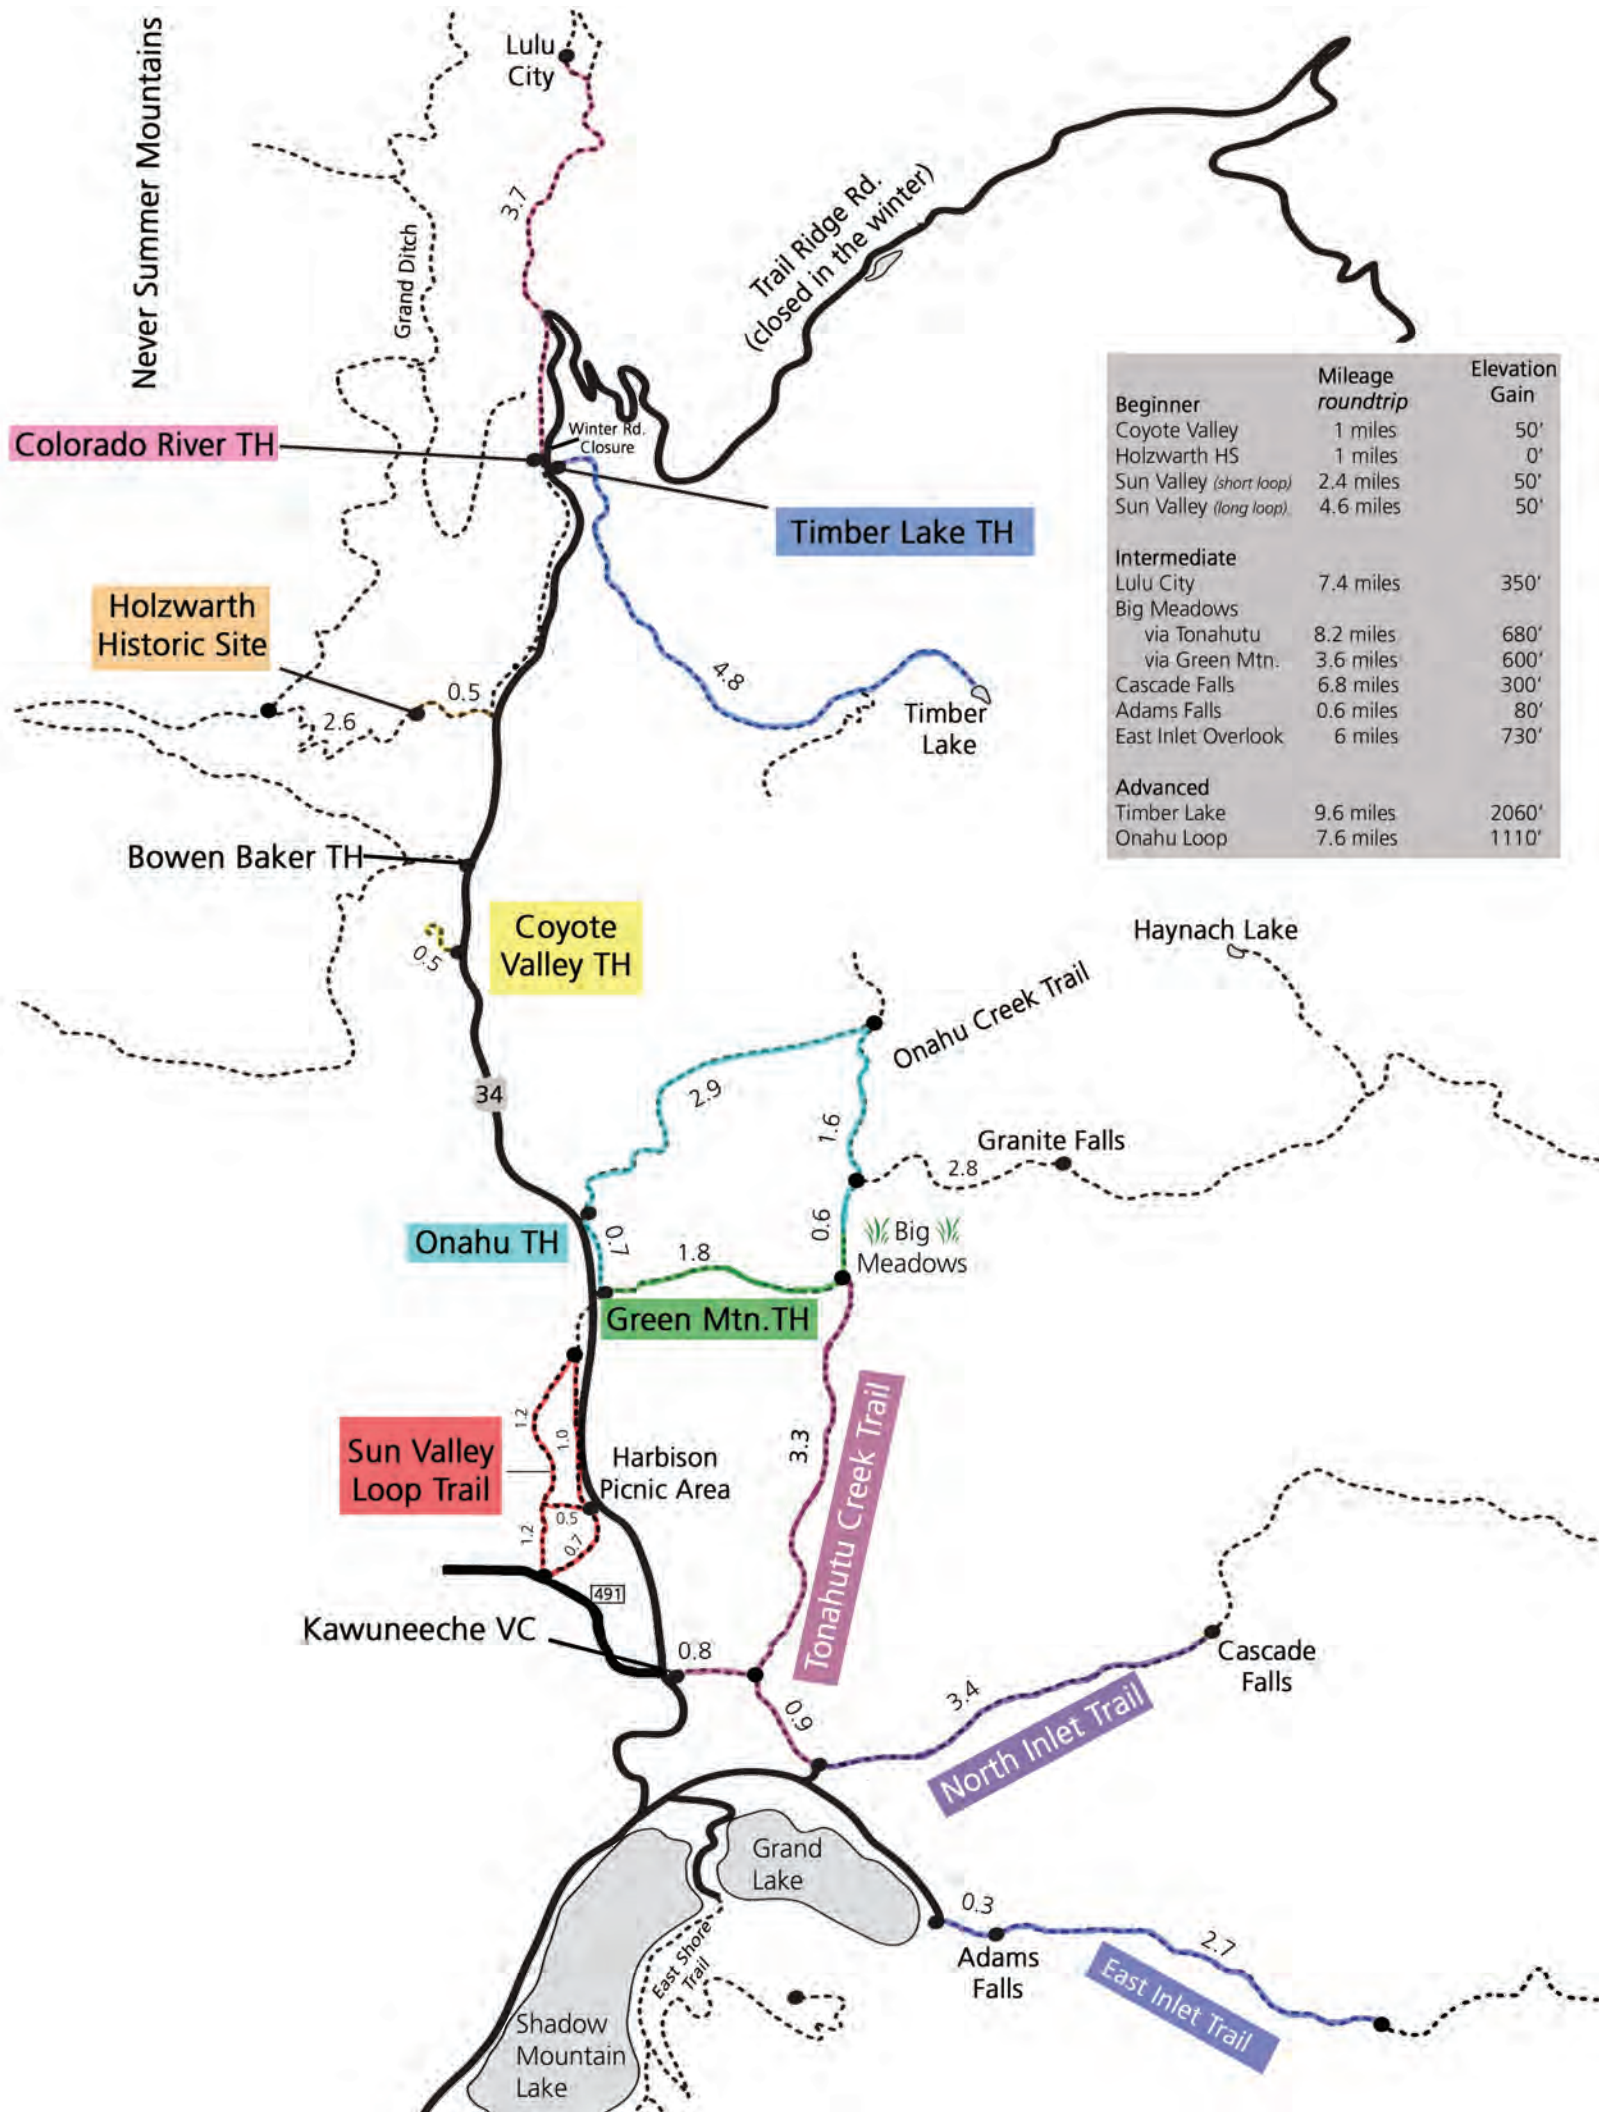 Never Summer Mountains
Lulu
City
3.7
Grand Ditch
Trail Ridge Rd.
(closed in the winter)
Winter Rd.
Closure
Colorado River TH
Timber Lake TH
Mileage
roundtrip
Elevation
Gain
Beginner
Coyote Valley 1 miles 50'
Holzwarth HS 1 miles 0'
Sun Valley (short loop) 2.4 miles 50'
Sun Valley (long loop) 4.6 miles 50'
Intermediate
Lulu City 7.4 miles 350'
Big Meadows
via Tonahutu 8.2 miles 680'
via Green Mtn. 3.6 miles 600'
Cascade Falls 6.8 miles 300'
Adams Falls 0.6 miles 80'
East Inlet Overlook 6 miles 730'
Advanced
Timber Lake 9.6 miles 2060'
Onahu Loop 7.6 miles 1110'
Holzwarth
Historic Site
0.5
2.6
4.8
Timber
Lake
Bowen Baker TH
Coyote
Valley TH
0.5
Haynach Lake
Onahu Creek Trail
34
2.9
1.6
Granite Falls
2.8
Onahu TH
0.7
0.6
Big
Meadows
1.8
Green Mtn.TH
1.2
1.0
Sun Valley
Loop Trail
Harbison
Picnic Area
3.3
Tonahutu Creek Trail
0.5
1.2
0.7
491
Kawuneeche VC
0.8
0.9
Cascade
Falls
3.4
North Inlet Trail
Grand
Lake
0.3
Adams
Falls
2.7
East Inlet Trail
East Shore
Trail
Shadow
Mountain
Lake